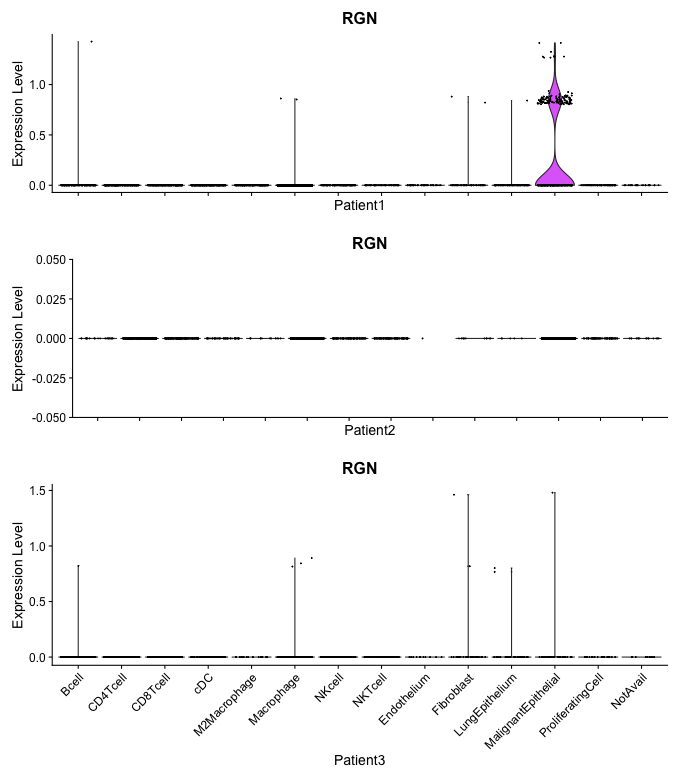 RGN
Expression Level
1.0
0.5
0.0
Patient1
RGN
Expression Level
0.050
0.025
0.000
-0.025
-0.050
Patient2
RGN
Expression Level
1.5
1.0
0.5
0.0
Bcell
CD4Tcell
CD8Tcell
cDC
M2Macrophage
Macrophage
NKcell
NKTcell
Endothelium
Fibroblast
LungEpithelium
MalignantEpithelial
ProliferatingCell
NotAvail
Patient3